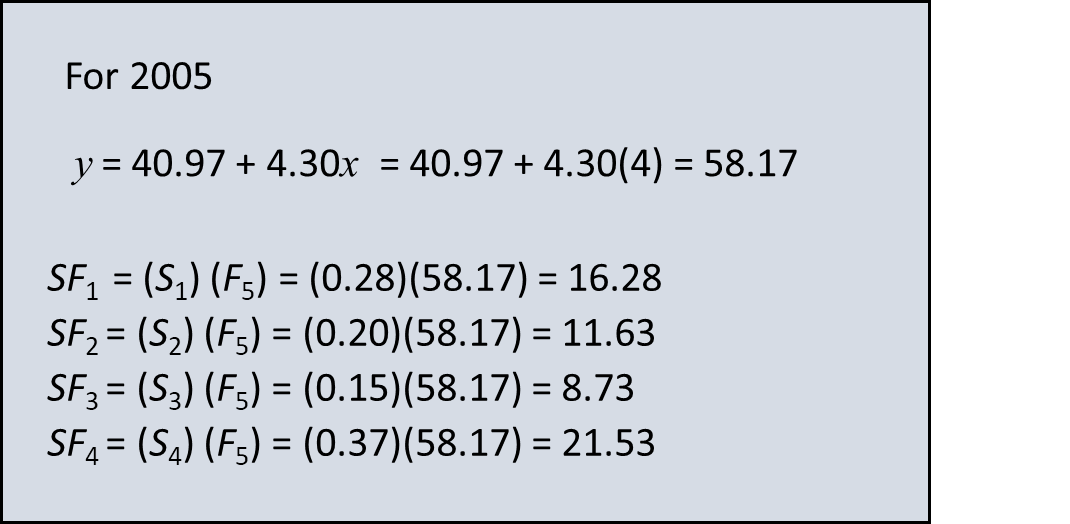 For 2005
y = 40.97 + 4.30x = 40.97 + 4.30(4) = 58.17
SF₁ = (S₁) (F₅) = (0.28)(58.17) = 16.28
SF₂ = (S₂) (F₅) = (0.20)(58.17) = 11.63
SF₃ = (S₃) (F₅) = (0.15)(58.17) = 8.73
SF₄ = (S₄) (F₅) = (0.37)(58.17) = 21.53